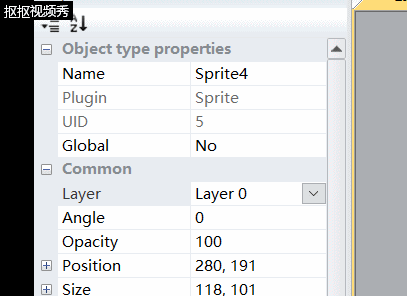 抠抠视频秀
A Z
Object type properties
Name Sprite4
Plugin Sprite
UID 5
Global No
Common
Layer Layer 0
Angle 0
Opacity 100
Position 280, 191
Size 118, 101